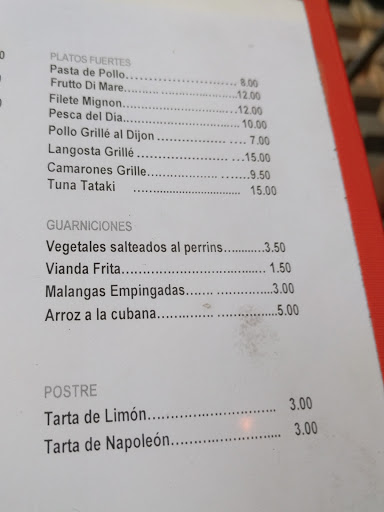 PLATOS FUERTES
Pasta de Pollo............................ 8.00
Frutto Di Mare............................12.00
Filete Mignon.............................12.00
Pesca del Dia............................. 10.00
Pollo Grillé al Dijon .......... .... 7.00
Langosta Grillé ................. ....15.00
Camarones Grille.................. ......9.50
Tuna Tataki ................................ 15.00
GUARNICIONES
Vegetales salteados al perrins...........3.50
Vianda Frita..................................... 1.50
Malangas Empingadas....... ..............3.00
Arroz a la cubana.............. ...............5.00
POSTRE
Tarta de Limón................................ 3.00
Tarta de Napoleón........................... 3.00